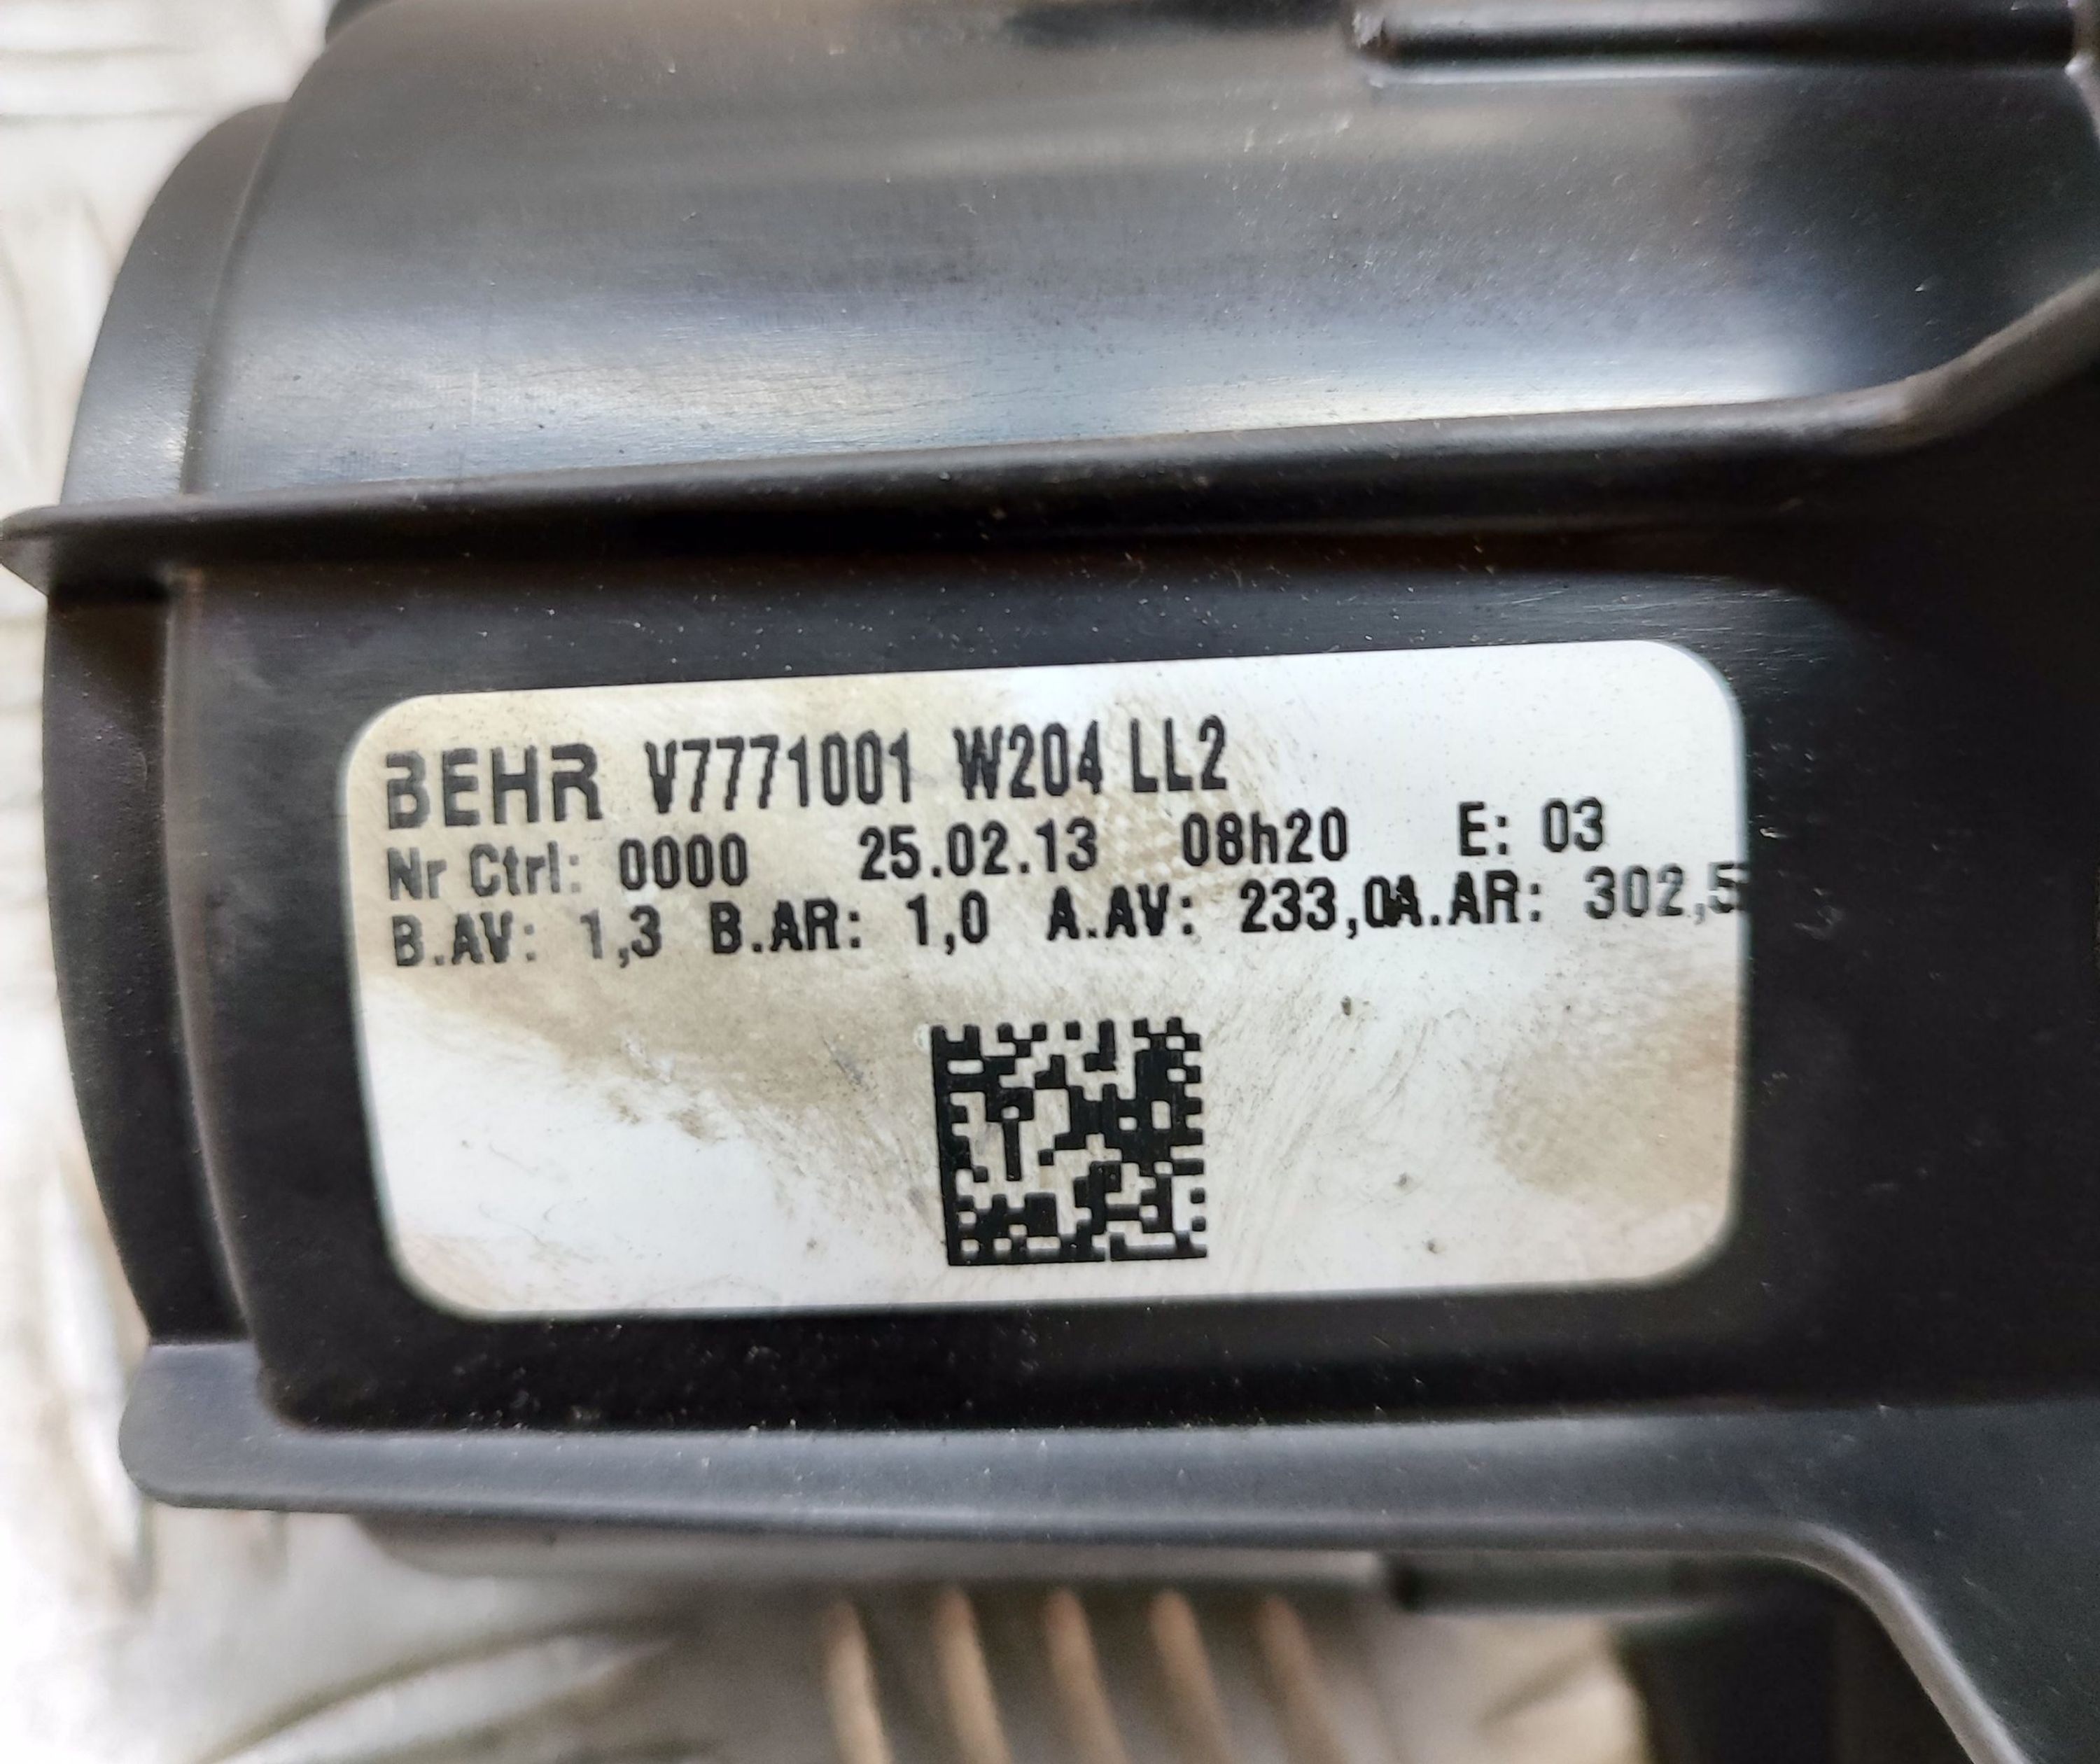 BEHR V7771001 W204 LL2
Nr Ctrl: 0000 25.02.13 08h20 E: 03
B.AV: 1,3 B.AR: 1,0 A.AV: 233,0A.AR: 302,5